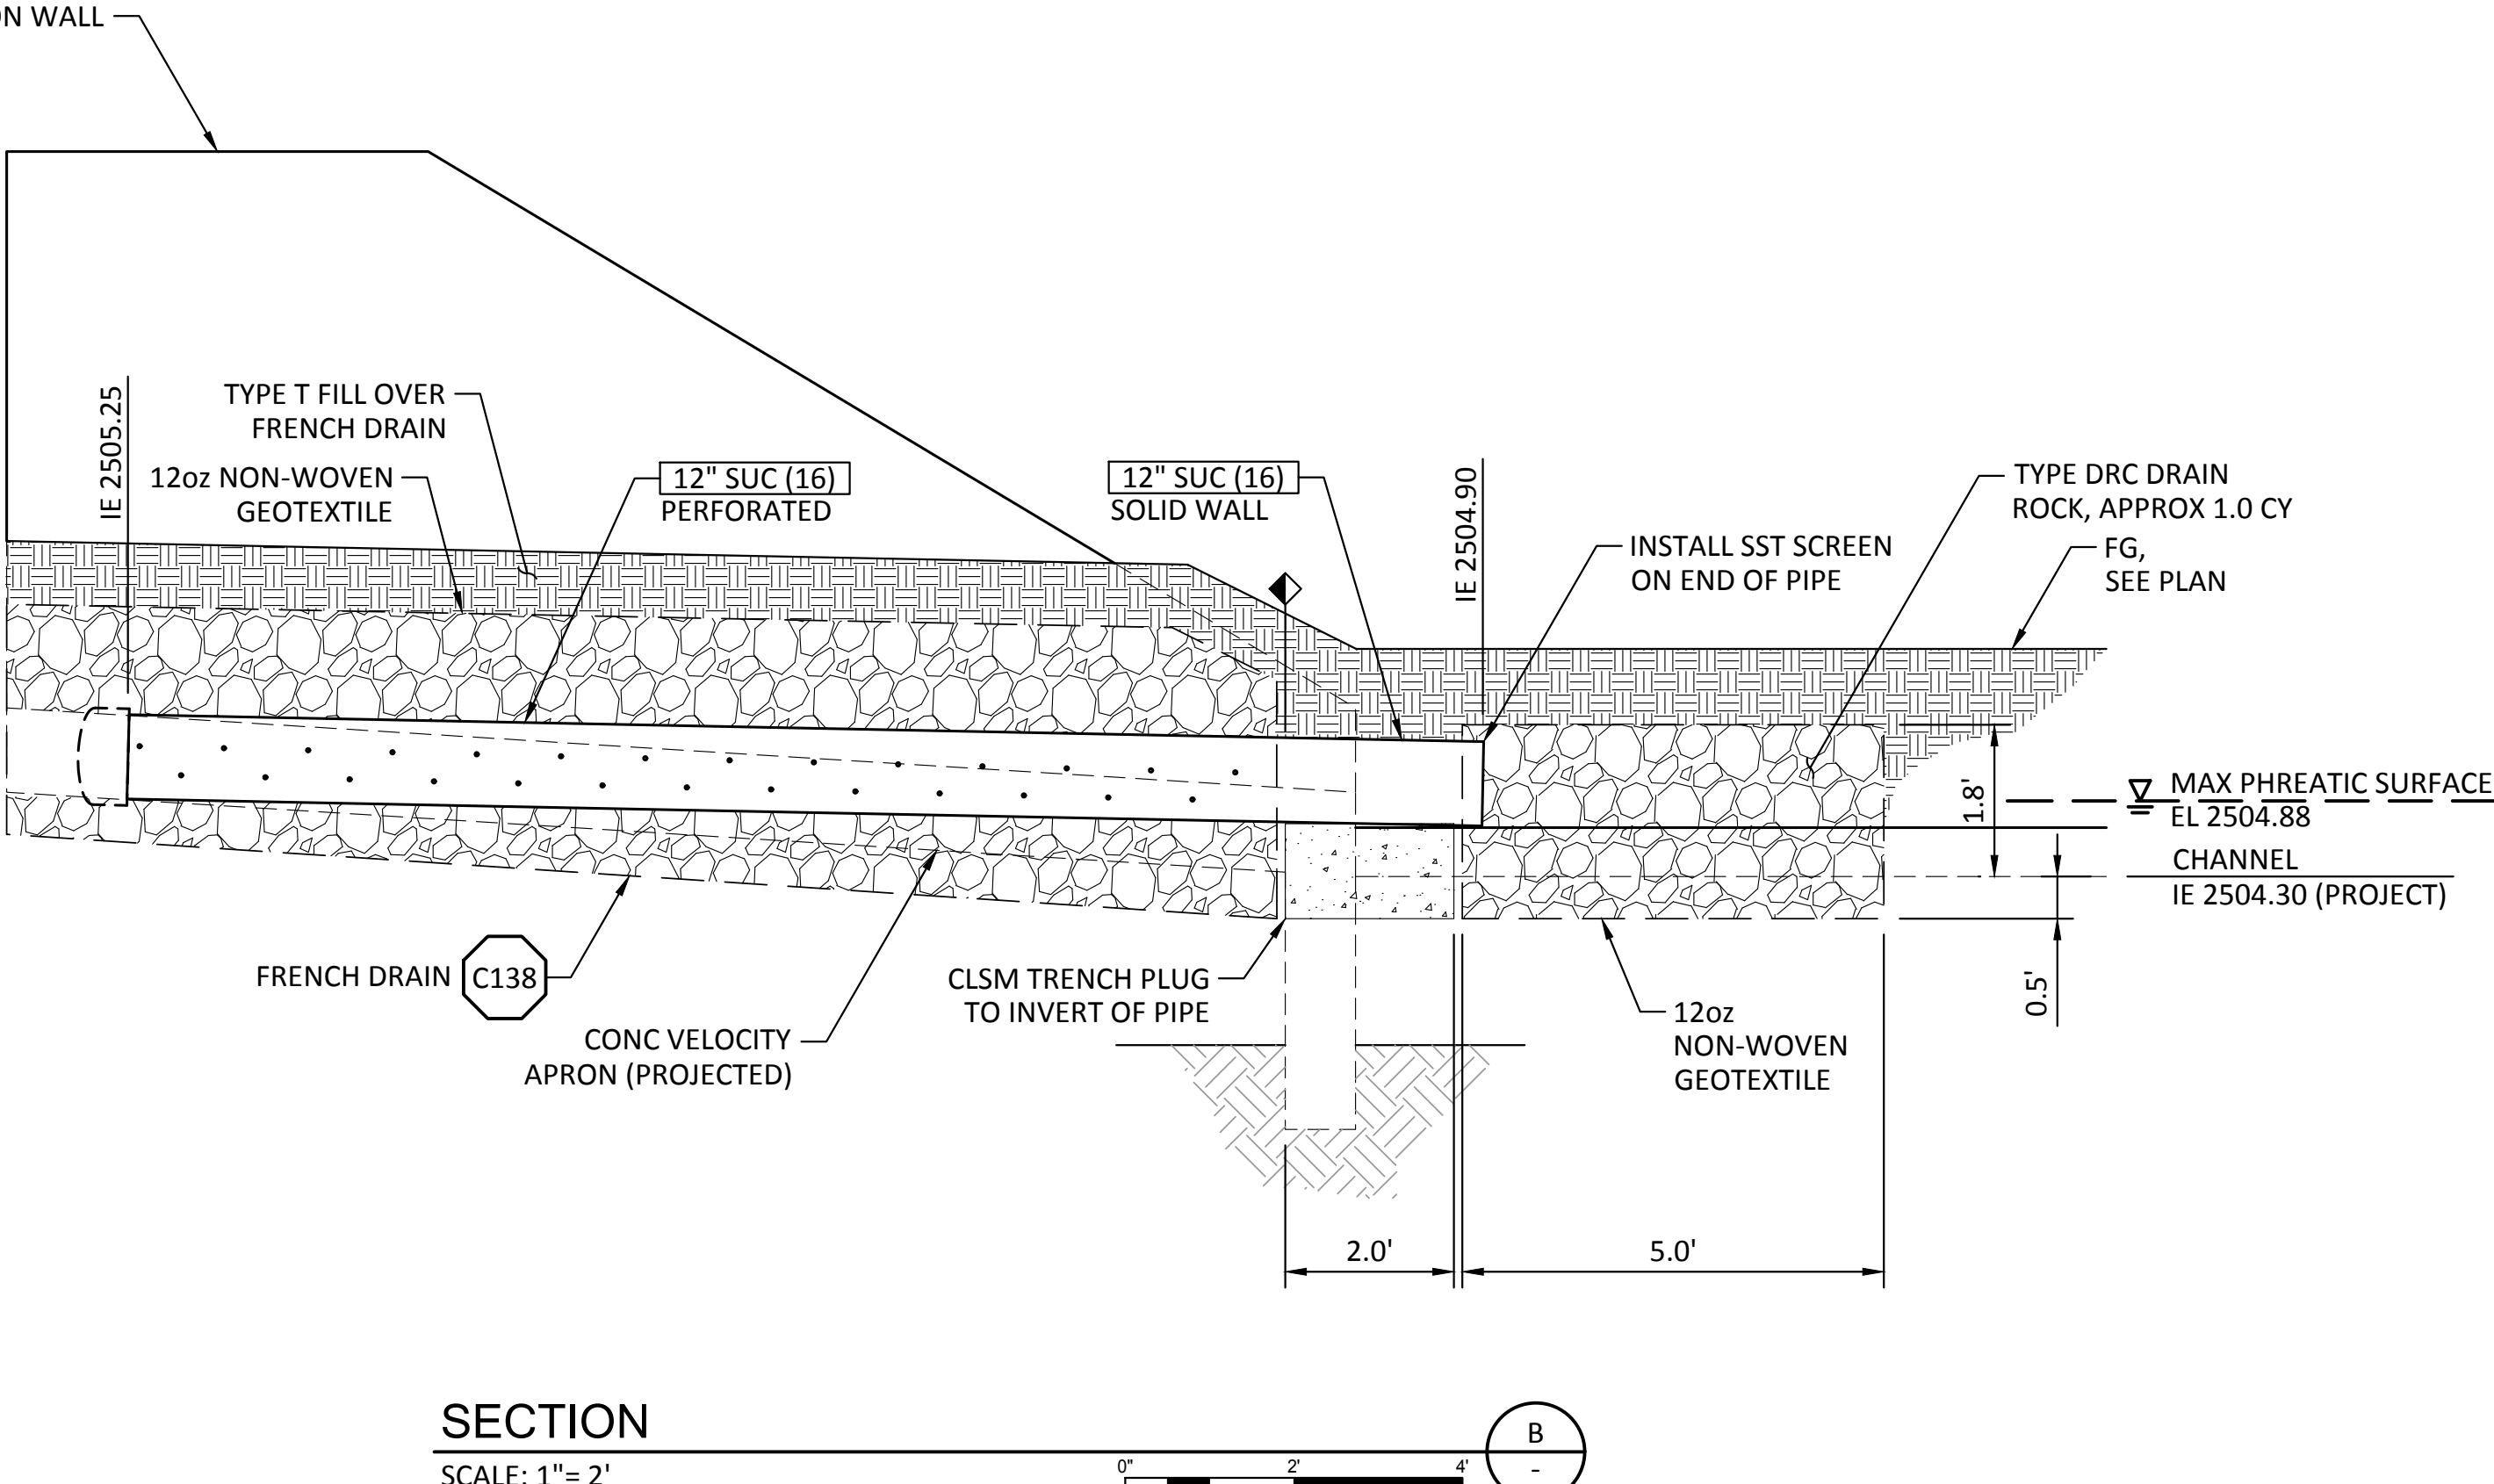 WALL
IE 2505.25
TYPE T FILL OVER
FRENCH DRAIN
12oz NON-WOVEN
GEOTEXTILE
12" SUC (16)
PERFORATED
12" SUC (16)
SOLID WALL
IE 2504.90
INSTALL SST SCREEN
ON END OF PIPE
TYPE DRC DRAIN
ROCK, APPROX 1.0 CY
FG,
SEE PLAN
1.8'
MAX PHREATIC SURFACE
EL 2504.88
CHANNEL
IE 2504.30 (PROJECT)
0.5'
FRENCH DRAIN
C138
CONC VELOCITY
APRON (PROJECTED)
CLSM TRENCH PLUG
TO INVERT OF PIPE
12oz
NON-WOVEN
GEOTEXTILE
2.0'
5.0'
SECTION
SCALE: 1"= 2'
0"
2'
4'
B
-